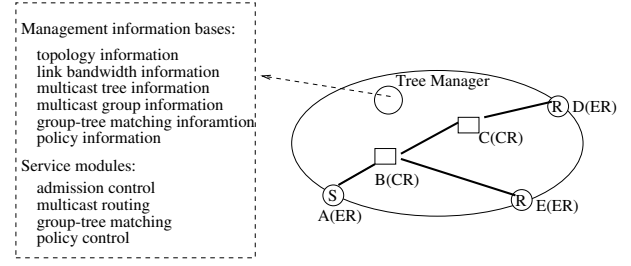 Management information bases:
topology information
link bandwidth information
multicast tree information
multicast group information
group-tree matching inforamtion
policy information
Service modules:
admission control
multicast routing
group-tree matching
policy control
Tree Manager
R D(ER)
C(CR)
B(CR)
S
A(ER)
R E(ER)